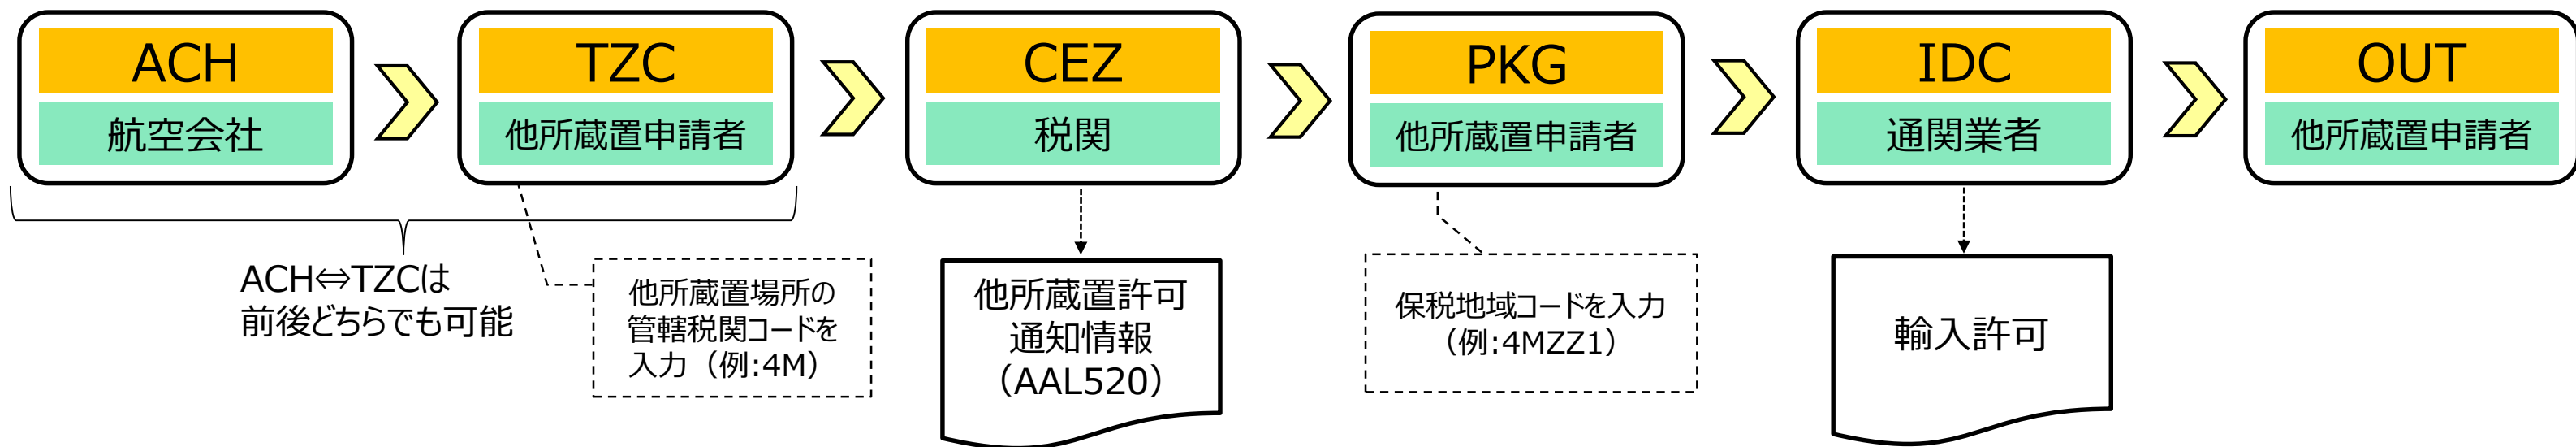 ACH
航空会社
TZC
他所蔵置申請者
CEZ
税関
PKG
他所蔵置申請者
IDC
通関業者
OUT
他所蔵置申請者
ACH⇔TZCは
前後どちらでも可能
他所蔵置場所の
管轄税関コードを
入力（例:4M）
他所蔵置許可
通知情報
（AAL520）
保税地域コードを入力
（例:4MZZ1）
輸入許可